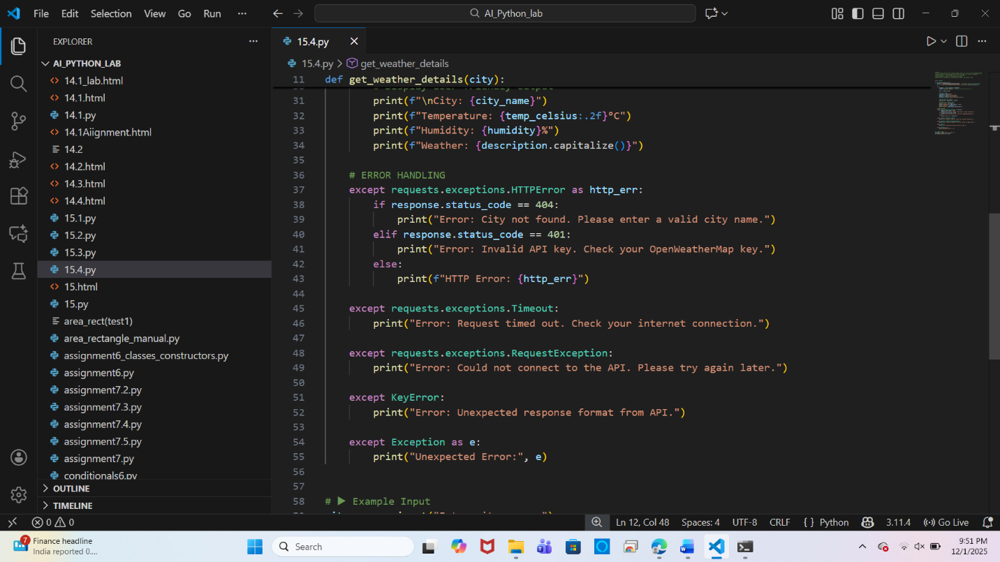 File Edit Selection View Go Run ··· AI_Python_lab
EXPLORER ···
AI_PYTHON_LAB
14.1_lab.html
14.1.html
14.1.py
14.1Aiignment.html
14.2
14.2.html
14.3.html
14.4.html
15.1.py
15.2.py
15.3.py
15.4.py
15.html
15.py
area_rect(test1)
area_rectangle_manual.py
assignment6_classes_constructors.py
assignment6.py
assignment7.2.py
assignment7.3.py
assignment7.4.py
assignment7.5.py
assignment7.py
conditionals6.py
OUTLINE
TIMELINE
15.4.py
15.4.py > get_weather_details
11 def get_weather_details(city):
31 print(f"\nCity: {city_name}")
32 print(f"Temperature: {temp_celsius:.2f}°C")
33 print(f"Humidity: {humidity}%")
34 print(f"Weather: {description.capitalize()}")
35
36 # ERROR HANDLING
37 except requests.exceptions.HTTPError as http_err:
38 if response.status_code == 404:
39 print("Error: City not found. Please enter a valid city name.")
40 elif response.status_code == 401:
41 print("Error: Invalid API key. Check your OpenWeatherMap key.")
42 else:
43 print(f"HTTP Error: {http_err}")
44
45 except requests.exceptions.Timeout:
46 print("Error: Request timed out. Check your internet connection.")
47
48 except requests.exceptions.RequestException:
49 print("Error: Could not connect to the API. Please try again later.")
50
51 except KeyError:
52 print("Error: Unexpected response format from API.")
53
54 except Exception as e:
55 print("Unexpected Error:", e)
56
57
58 # ▶ Example Input
0 0 Ln 12, Col 48 Spaces: 4 UTF-8 CRLF {} Python 3.11.4 Go Live
7 Finance headline
India reported 0....
Search
9:51 PM
12/1/2025